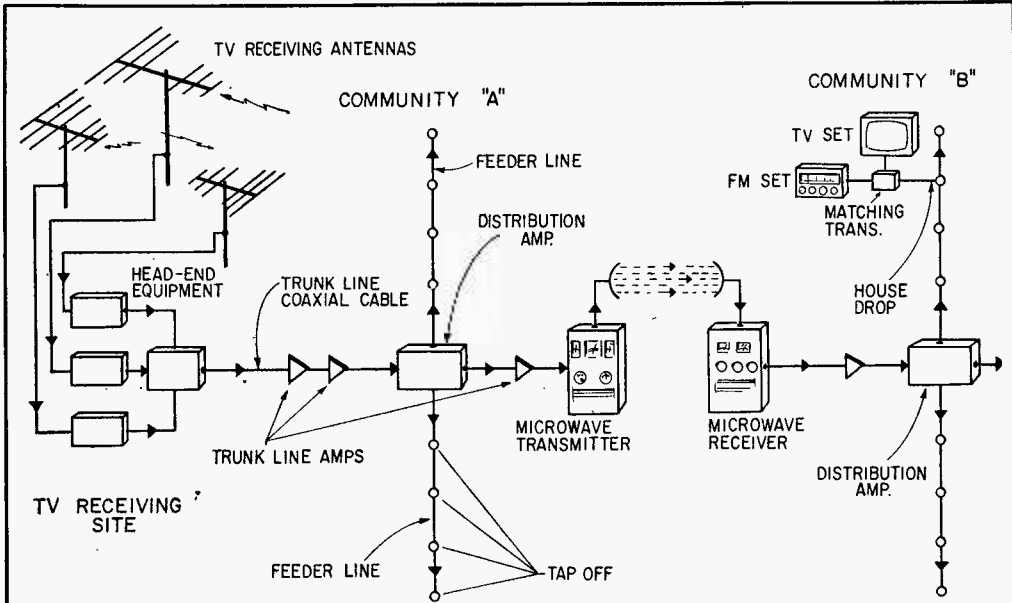 TV RECEIVING ANTENNAS
COMMUNITY "A"
COMMUNITY "B"
TV SET
FEEDER LINE
FM SET
MATCHING
TRANS.
DISTRIBUTION
AMP.
HEAD-END
EQUIPMENT
TRUNK LINE
COAXIAL CABLE
HOUSE
DROP
MICROWAVE
TRANSMITTER
MICROWAVE
RECEIVER
TRUNK LINE AMPS
DISTRIBUTION
AMP.
TV RECEIVING
SITE
FEEDER LINE
TAP OFF